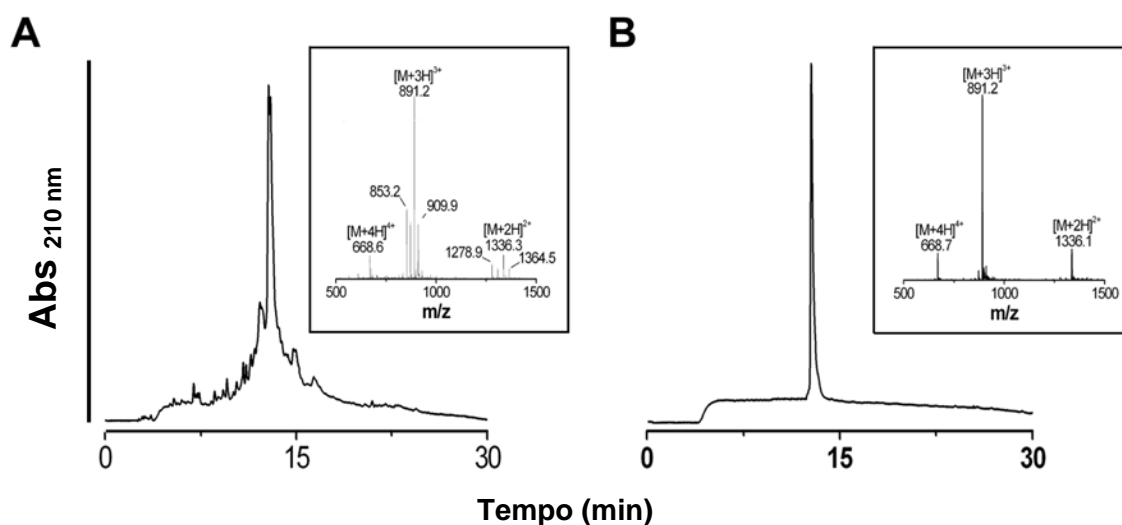 A
B
Abs 210 nm
[M+3H]³⁺
891.2
853.2
909.9
[M+4H]⁴⁺
668.6
[M+2H]²⁺
1336.3
1278.9
1364.5
500 1000 1500
m/z
[M+3H]³⁺
891.2
[M+4H]⁴⁺
668.7
[M+2H]²⁺
1336.1
500 1000 1500
m/z
0 15 30
0 15 30
Tempo (min)